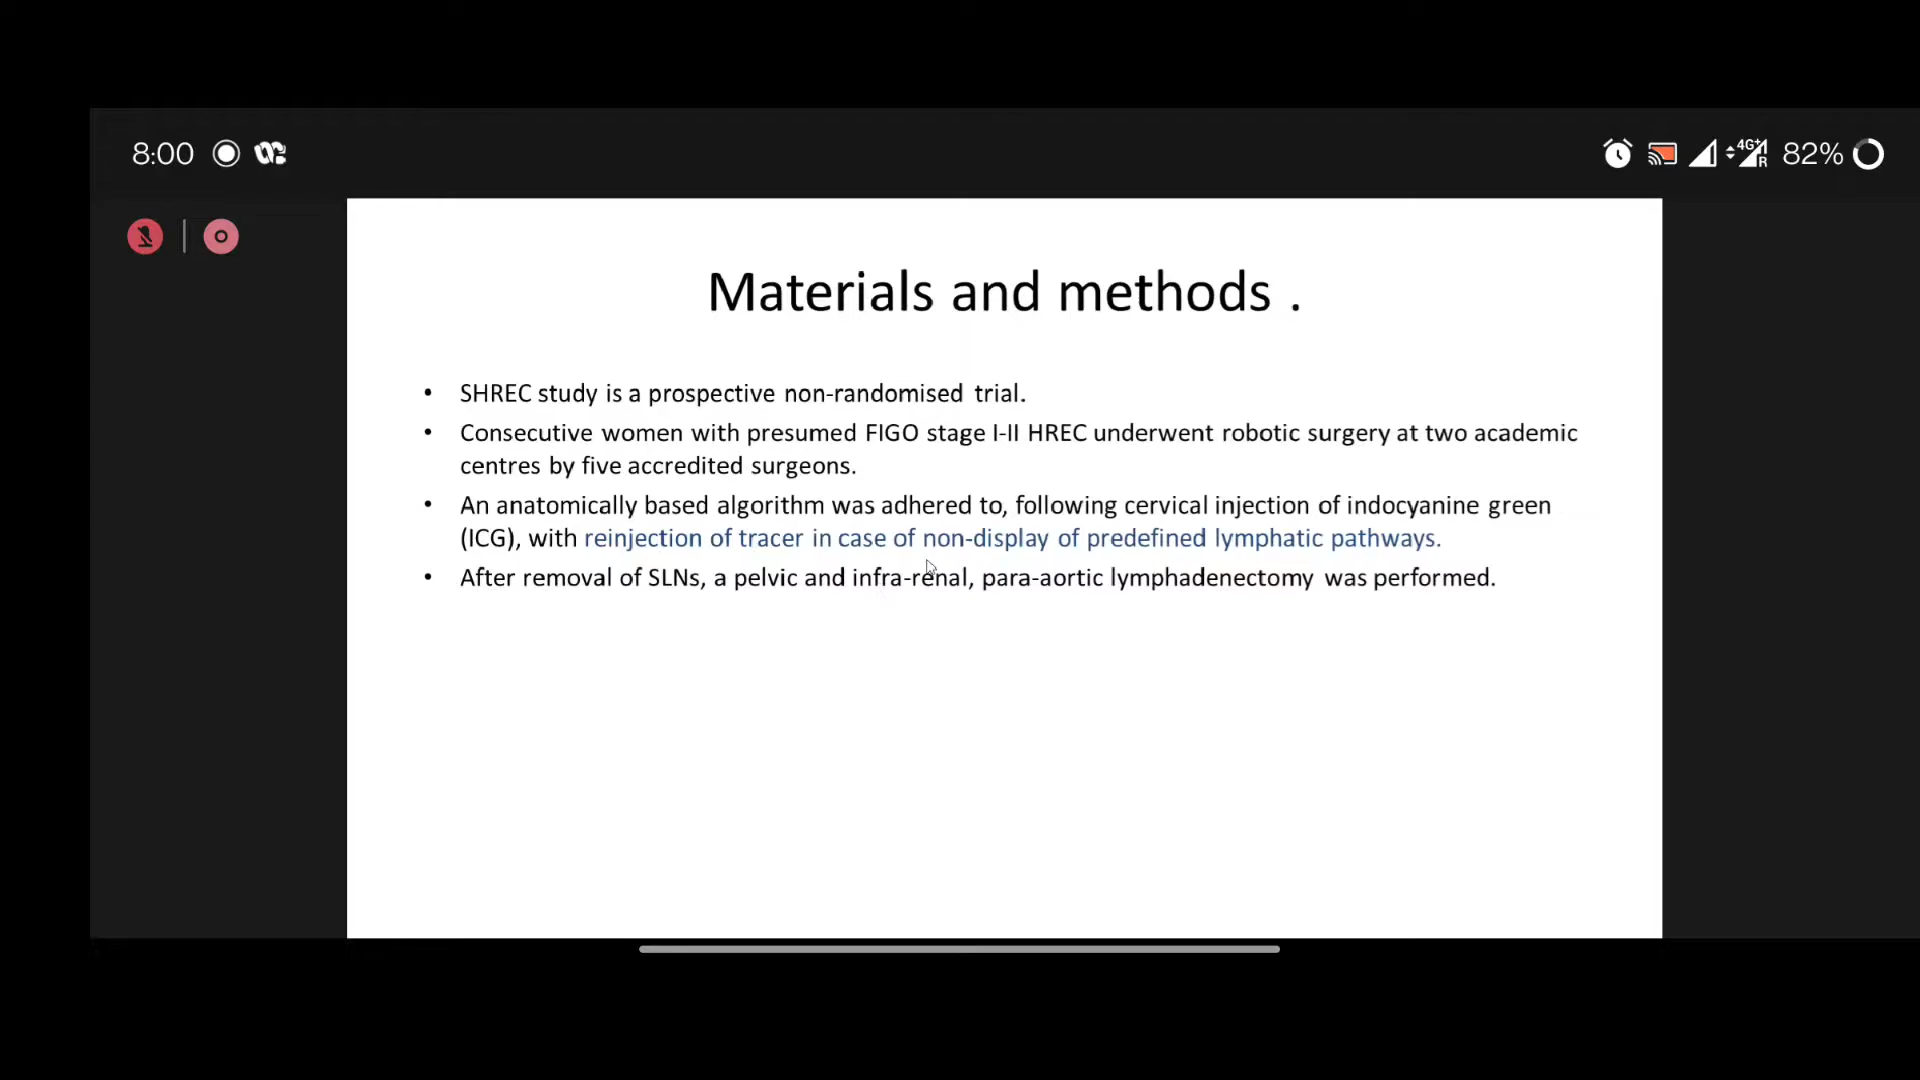 8:00
4G+ R 82%
Materials and methods .
• SHREC study is a prospective non-randomised trial.
• Consecutive women with presumed FIGO stage I-II HREC underwent robotic surgery at two academic
centres by five accredited surgeons.
• An anatomically based algorithm was adhered to, following cervical injection of indocyanine green
(ICG), with reinjection of tracer in case of non-display of predefined lymphatic pathways.
• After removal of SLNs, a pelvic and infra-renal, para-aortic lymphadenectomy was performed.